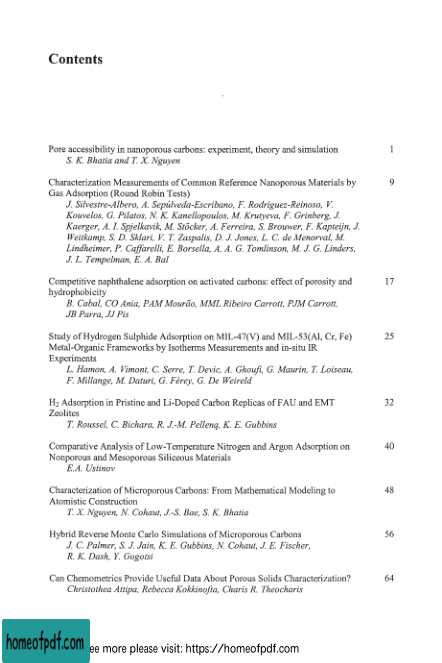 Contents
Pore accessibility in nanoporous carbons: experiment, theory and simulation 1
S. K. Bhatia and T. X. Nguyen
Characterization Measurements of Common Reference Nanoporous Materials by 9
Gas Adsorption (Round Robin Tests)
J. Silvestre-Albero, A. Sepúlveda-Escribano, F. Rodríguez-Reinoso, V.
Kouvelos, G. Pilatos, N. K. Kanellopoulos, M. Krutyeva, F. Grinberg, J.
Kaerger, A. I. Spjelkavik, M. Stöcker, A. Ferreira, S. Brouwer, F. Kapteijn, J.
Weitkamp, S. D. Sklari, V. T. Zaspalis, D. J. Jones, L. C. de Menorval, M.
Lindheimer, P. Caffarelli, E. Borsella, A. A. G. Tomlinson, M. J. G. Linders,
J. L. Tempelman, E. A. Bal
Competitive naphthalene adsorption on activated carbons: effect of porosity and 17
hydrophobicity
B. Cabal, CO Ania, PAM Mourão, MML Ribeiro Carrott, PJM Carrott,
JB Parra, JJ Pis
Study of Hydrogen Sulphide Adsorption on MIL-47(V) and MIL-53(Al, Cr, Fe) 25
Metal-Organic Frameworks by Isotherms Measurements and in-situ IR
Experiments
L. Hamon, A. Vimont, C. Serre, T. Devic, A. Ghoufi, G. Maurin, T. Loiseau,
F. Millange, M. Daturi, G. Férey, G. De Weireld
H₂ Adsorption in Pristine and Li-Doped Carbon Replicas of FAU and EMT 32
Zeolites
T. Roussel, C. Bichara, R. J.-M. Pellenq, K. E. Gubbins
Comparative Analysis of Low-Temperature Nitrogen and Argon Adsorption on 40
Nonporous and Mesoporous Siliceous Materials
E.A. Ustinov
Characterization of Microporous Carbons: From Mathematical Modeling to 48
Atomistic Construction
T. X. Nguyen, N. Cohaut, J.-S. Bae, S. K. Bhatia
Hybrid Reverse Monte Carlo Simulations of Microporous Carbons 56
J. C. Palmer, S. J. Jain, K. E. Gubbins, N. Cohaut, J. E. Fischer,
R. K. Dash, Y. Gogotsi
Can Chemometrics Provide Useful Data About Porous Solids Characterization? 64
Christothea Attipa, Rebecca Kokkinofta, Charis R. Theocharis
homeofpdf.com
ee more please visit: https://homeofpdf.com